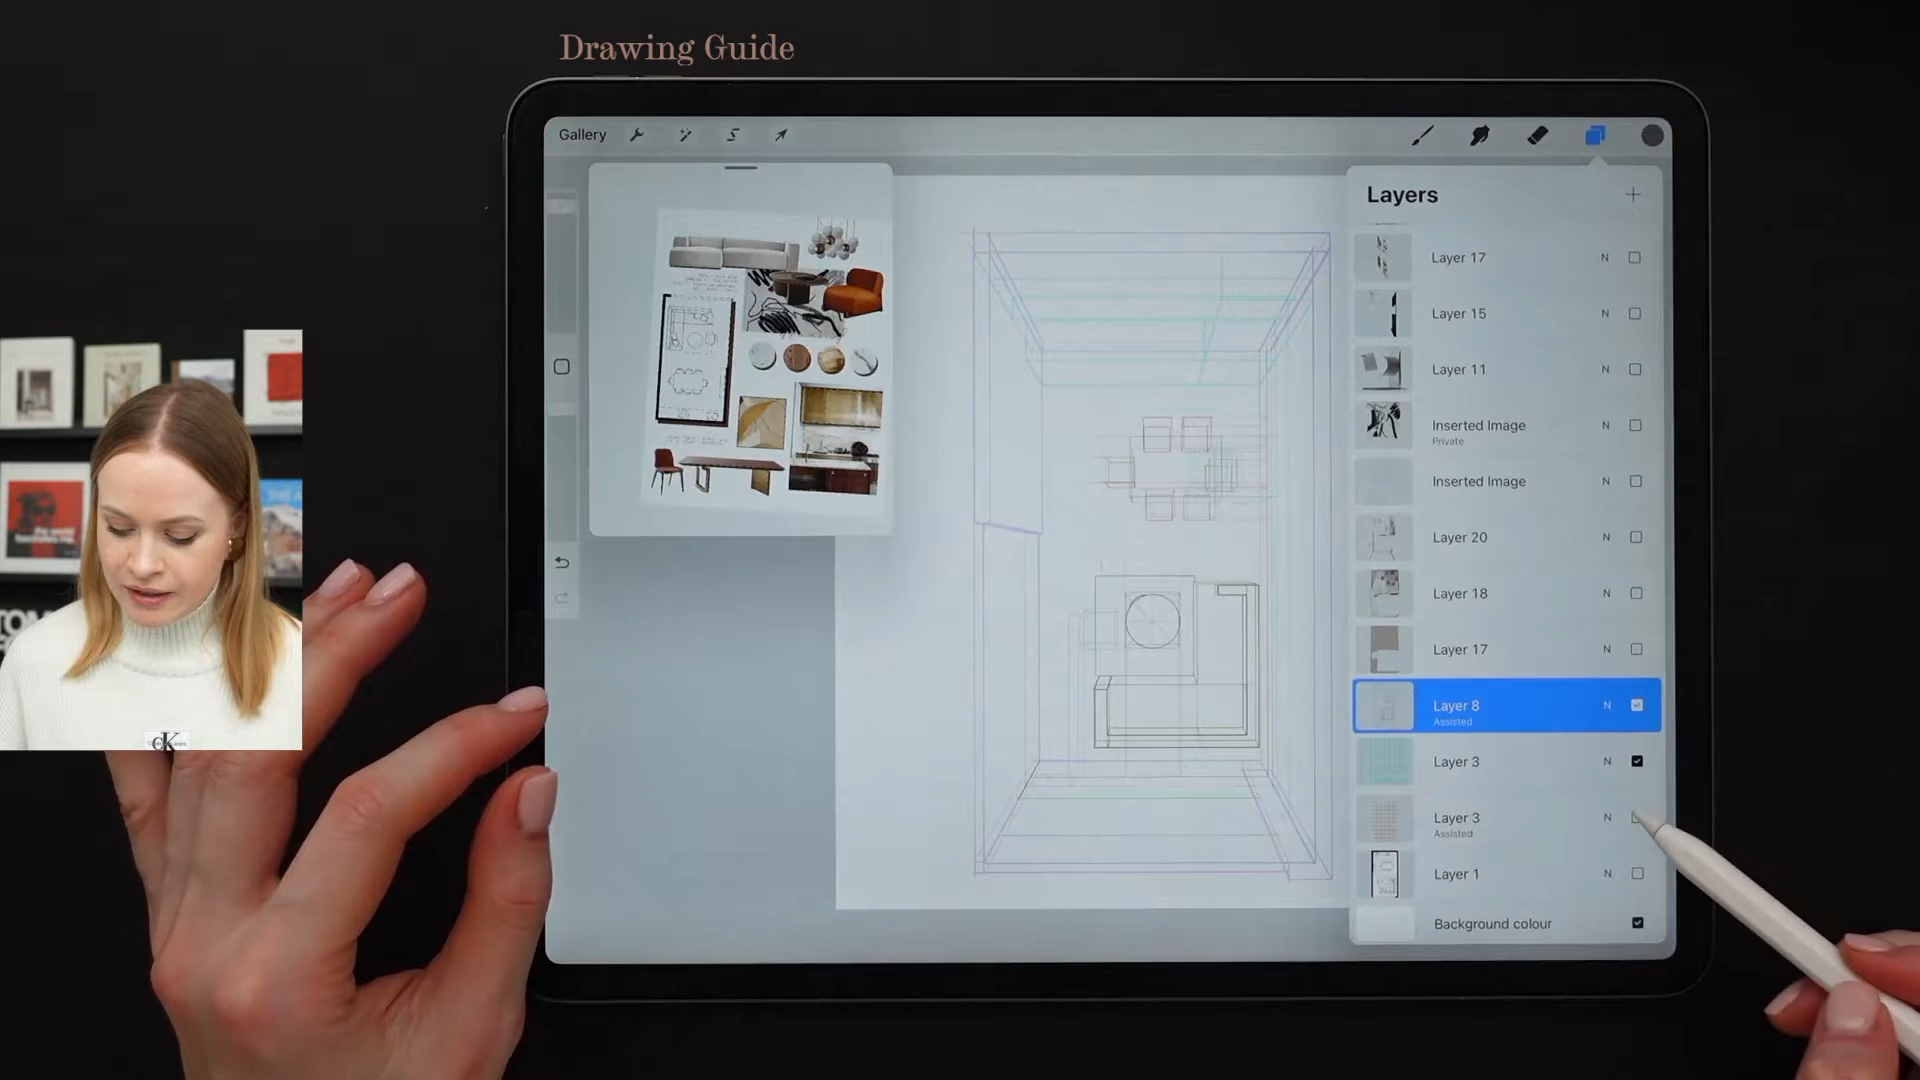 Drawing Guide
Gallery
Layers
Layer 17
N
Layer 15
N
Layer 11
N
Inserted Image
Private
N
Inserted Image
N
Layer 20
N
Layer 18
N
Layer 17
N
Layer 8
Assisted
N
Layer 3
N
Layer 3
Assisted
N
Layer 1
N
Background colour
cK